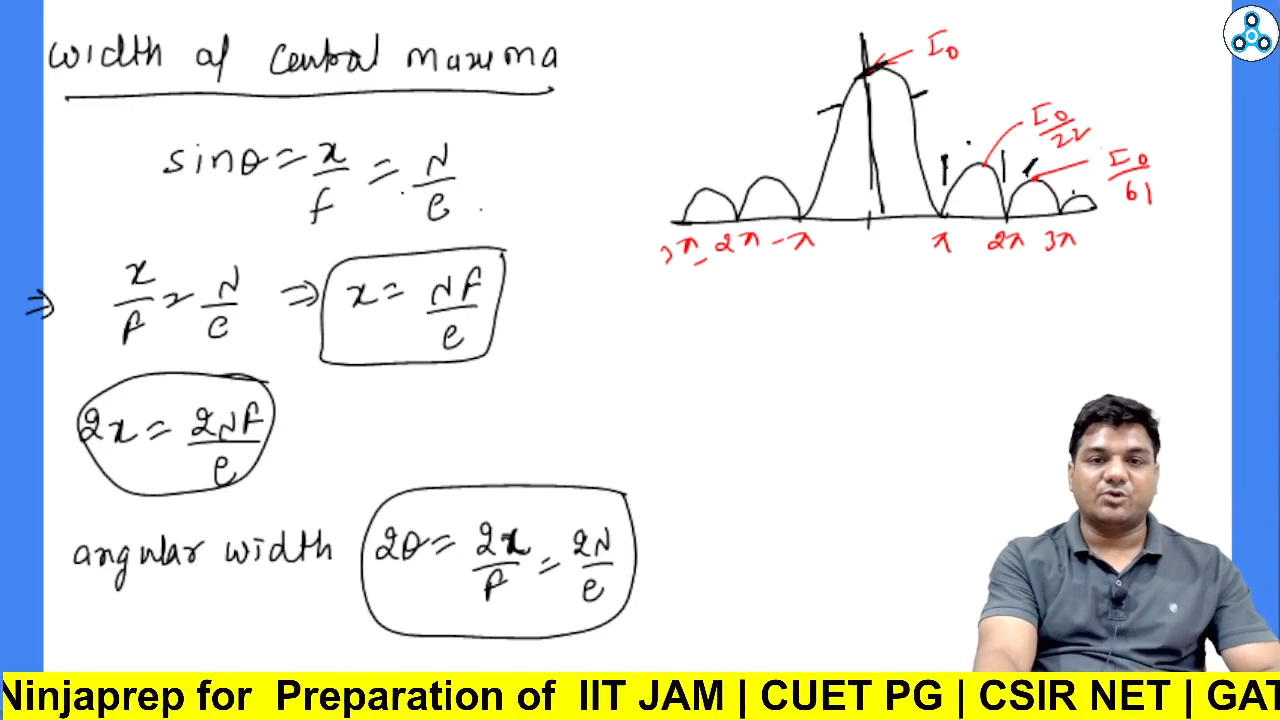 width of central maxima
sinθ = x/f = λ/e
⇒ x/f = λ/e ⇒ x = λf/e
2x = 2λf/e
angular width 2θ = 2x/f = 2λ/e
I0
I0/22
I0/61
3π 2π -π π 2π 3π
Ninjaprep for Preparation of IIT JAM | CUET PG | CSIR NET | GAT